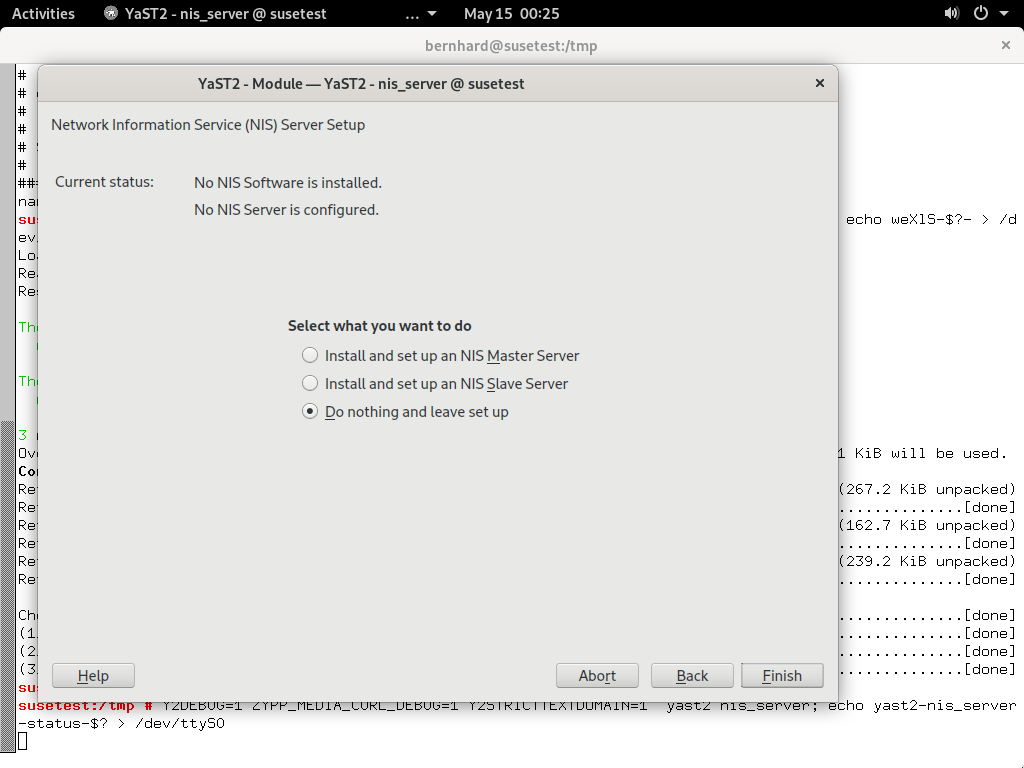 Activities
YaST2 - nis_server @ susetest
...
May 15 00:25
bernhard@susetest:/tmp
YaST2 - Module — YaST2 - nis_server @ susetest
Network Information Service (NIS) Server Setup
Current status:
No NIS Software is installed.
No NIS Server is configured.
Select what you want to do
Install and set up an NIS Master Server
Install and set up an NIS Slave Server
Do nothing and leave set up
Help
Abort
Back
Finish
#
#
#
#
#
#
echo weXlS-$?- > /d
3
KiB will be used.
(267.2 KiB unpacked)
..............[done]
(162.7 KiB unpacked)
..............[done]
(239.2 KiB unpacked)
..............[done]
..............[done]
..............[done]
..............[done]
..............[done]
susetest:/tmp # Y2DEBUG=1 ZYPP_MEDIA_CURL_DEBUG=1 Y2STRICTTEXTDOMAIN=1 yast2 nis_server; echo yast2-nis_server
-status-$? > /dev/ttyS0